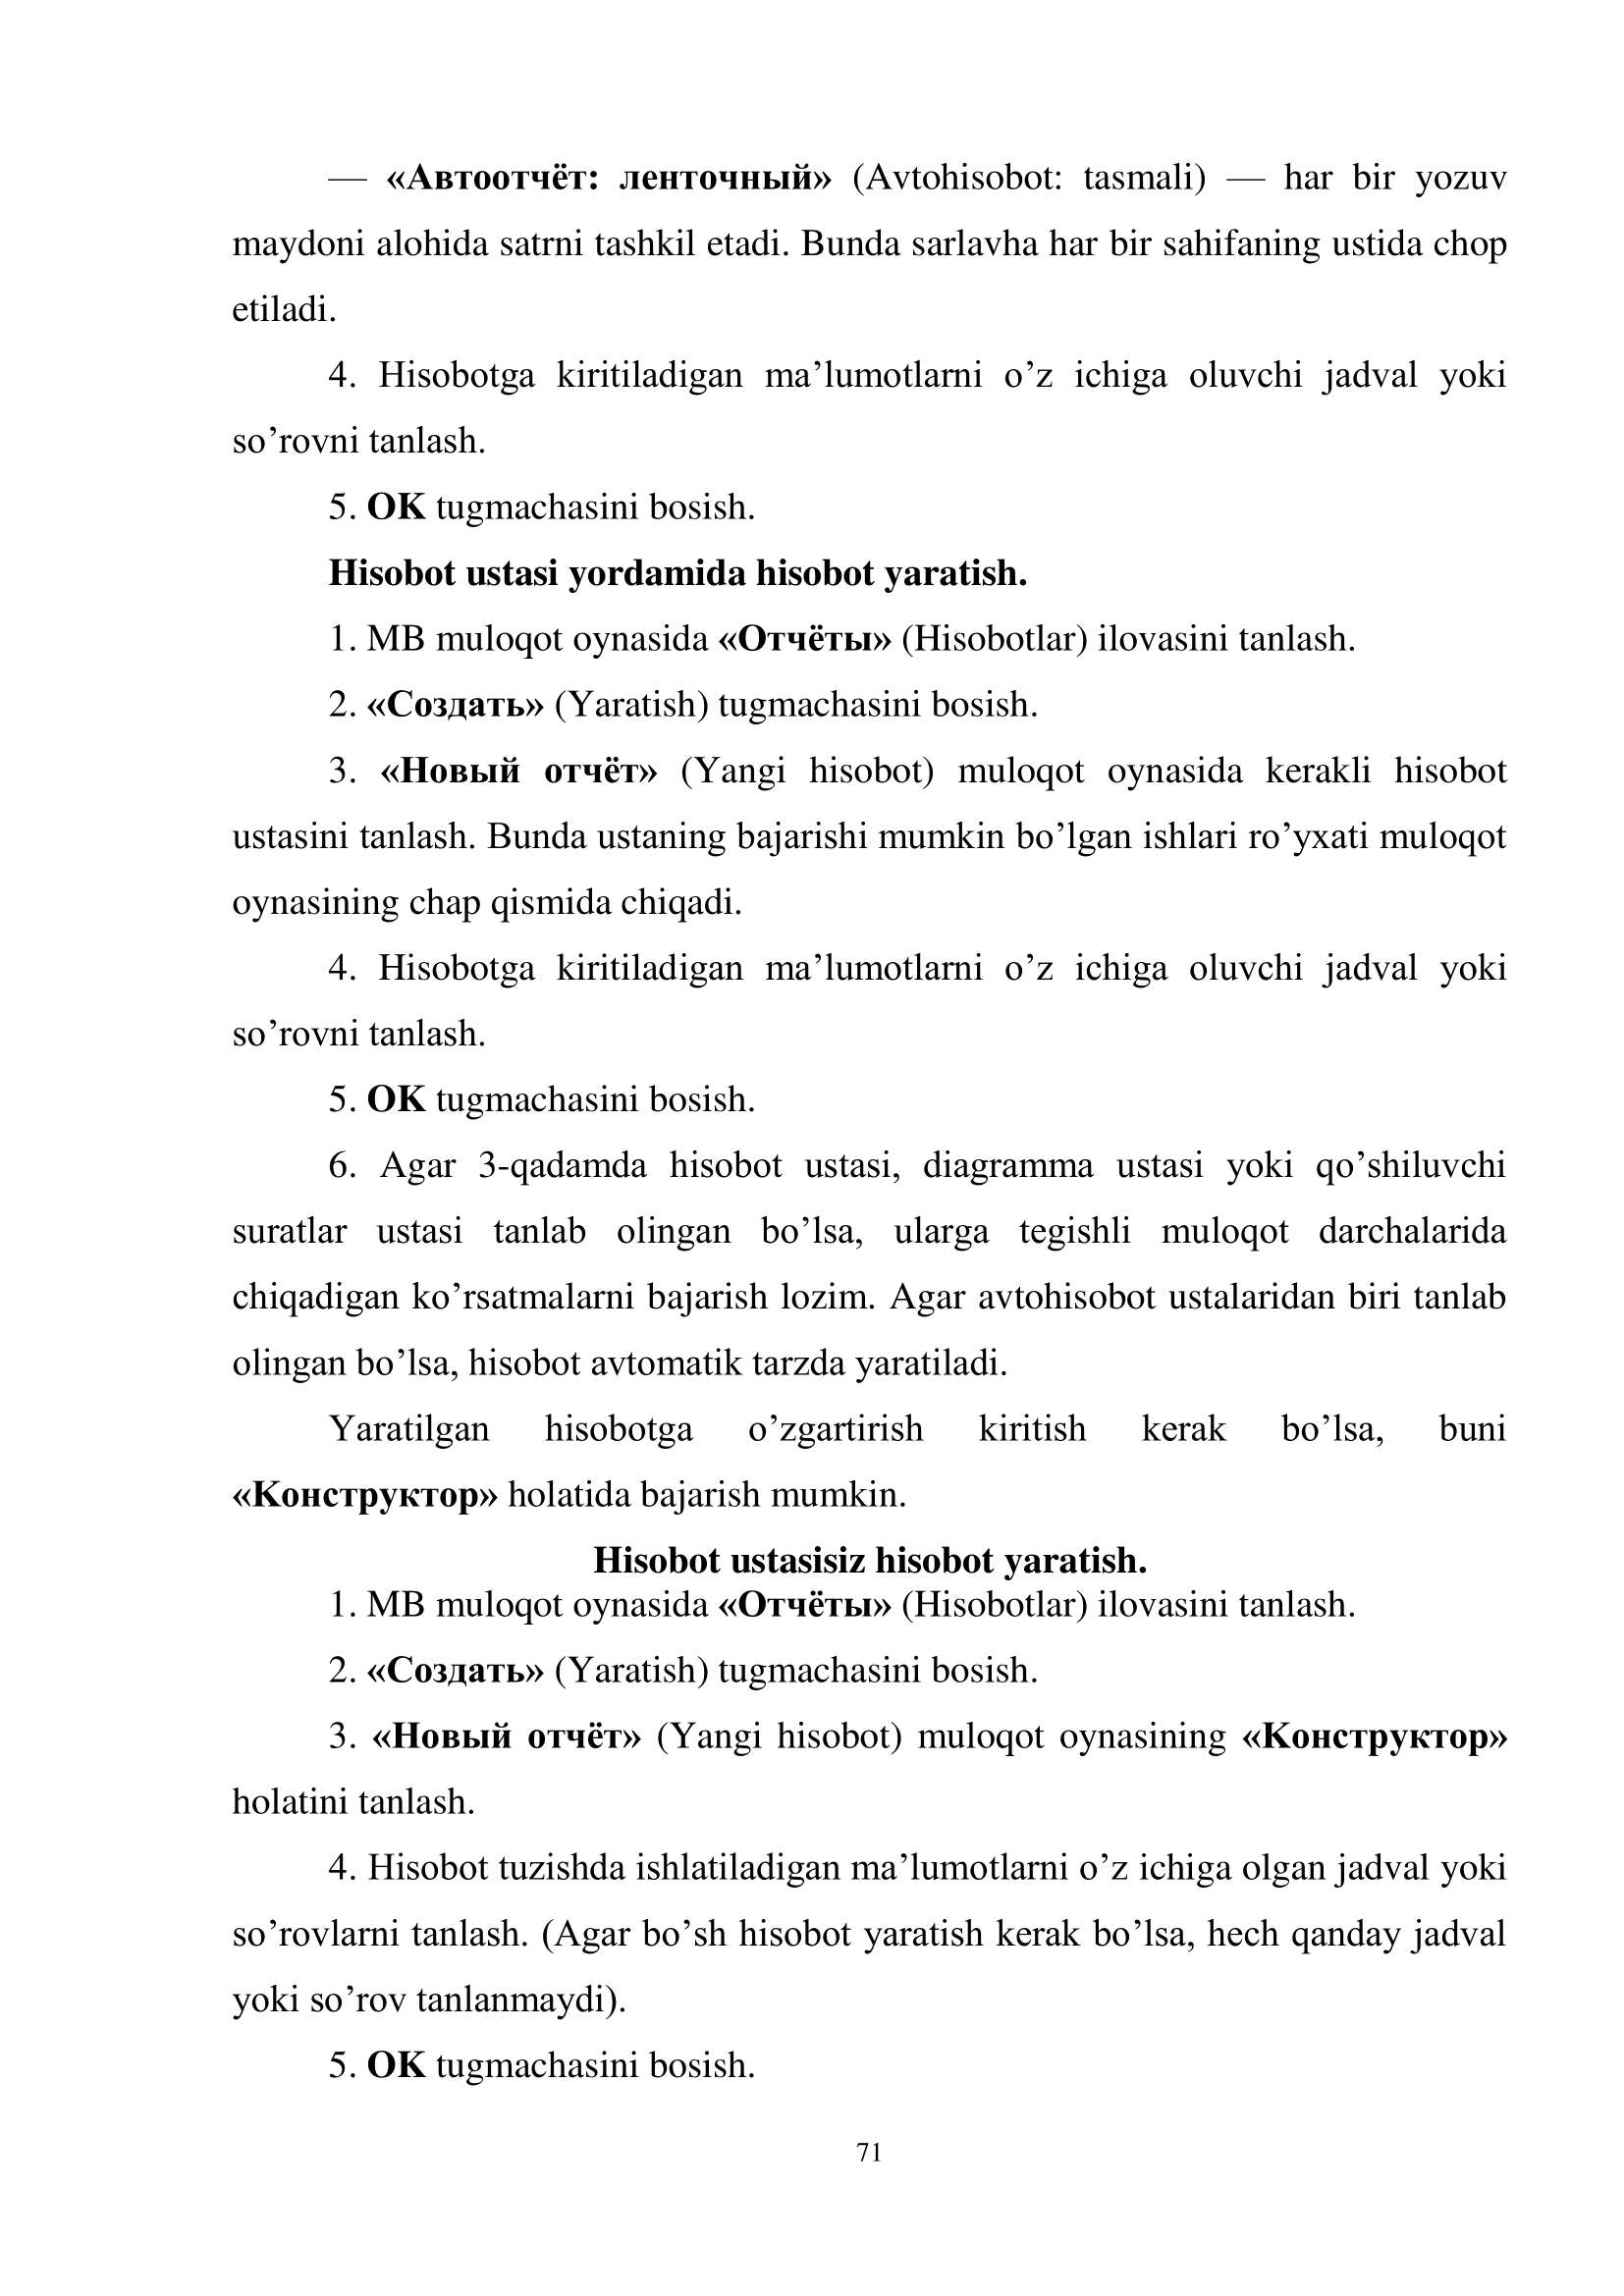 — «Автоотчёт: ленточный» (Avtohisobot: tasmali) — har bir yozuv
maydoni alohida satrni tashkil etadi. Bunda sarlavha har bir sahifaning ustida chop
etiladi.
4. Hisobotga kiritiladigan ma’lumotlarni o’z ichiga oluvchi jadval yoki
so’rovni tanlash.
5. OK tugmachasini bosish.
Hisobot ustasi yordamida hisobot yaratish.
1. MB muloqot oynasida «Отчёты» (Hisobotlar) ilovasini tanlash.
2. «Создать» (Yaratish) tugmachasini bosish.
3. «Новый отчёт» (Yangi hisobot) muloqot oynasida kerakli hisobot
ustasini tanlash. Bunda ustaning bajarishi mumkin bo’lgan ishlari ro’yxati muloqot
oynasining chap qismida chiqadi.
4. Hisobotga kiritiladigan ma’lumotlarni o’z ichiga oluvchi jadval yoki
so’rovni tanlash.
5. OK tugmachasini bosish.
6. Agar 3-qadamda hisobot ustasi, diagramma ustasi yoki qo’shiluvchi
suratlar ustasi tanlab olingan bo’lsa, ularga tegishli muloqot darchalarida
chiqadigan ko’rsatmalarni bajarish lozim. Agar avtohisobot ustalaridan biri tanlab
olingan bo’lsa, hisobot avtomatik tarzda yaratiladi.
Yaratilgan hisobotga o’zgartirish kiritish kerak bo’lsa, buni
«Конструктор» holatida bajarish mumkin.
Hisobot ustasisiz hisobot yaratish.
1. MB muloqot oynasida «Отчёты» (Hisobotlar) ilovasini tanlash.
2. «Создать» (Yaratish) tugmachasini bosish.
3. «Новый отчёт» (Yangi hisobot) muloqot oynasining «Конструктор»
holatini tanlash.
4. Hisobot tuzishda ishlatiladigan ma’lumotlarni o’z ichiga olgan jadval yoki
so’rovlarni tanlash. (Agar bo’sh hisobot yaratish kerak bo’lsa, hech qanday jadval
yoki so’rov tanlanmaydi).
5. OK tugmachasini bosish.
71